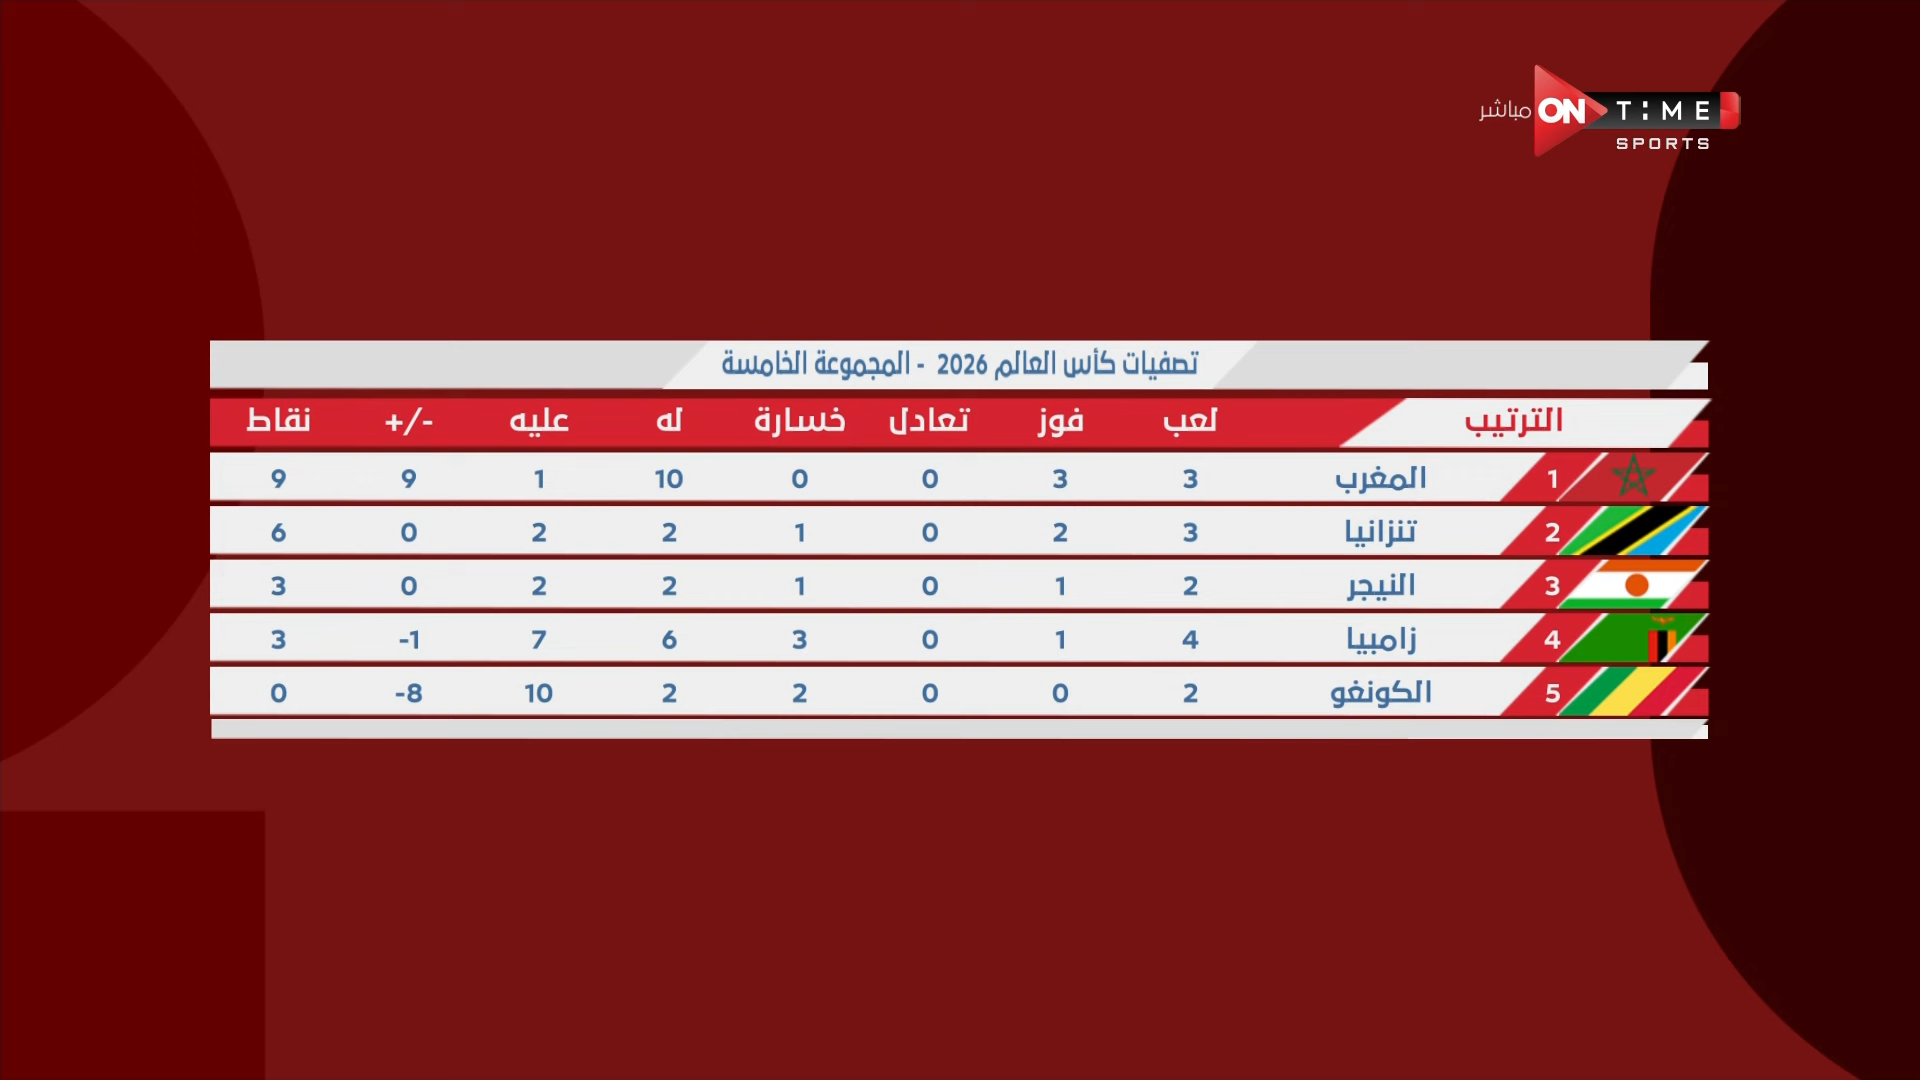 مباشر ON TIME
SPORTS
تصفيات كأس العالم 2026 - المجموعة الخامسة
الترتيب لعب فوز تعادل خسارة له عليه +/- نقاط
1 المغرب 3 3 0 0 10 1 9 9
2 تنزانيا 3 2 0 1 2 2 0 6
3 النيجر 2 1 0 1 2 2 0 3
4 زامبيا 4 1 0 3 6 7 -1 3
5 الكونغو 2 0 0 2 2 10 -8 0